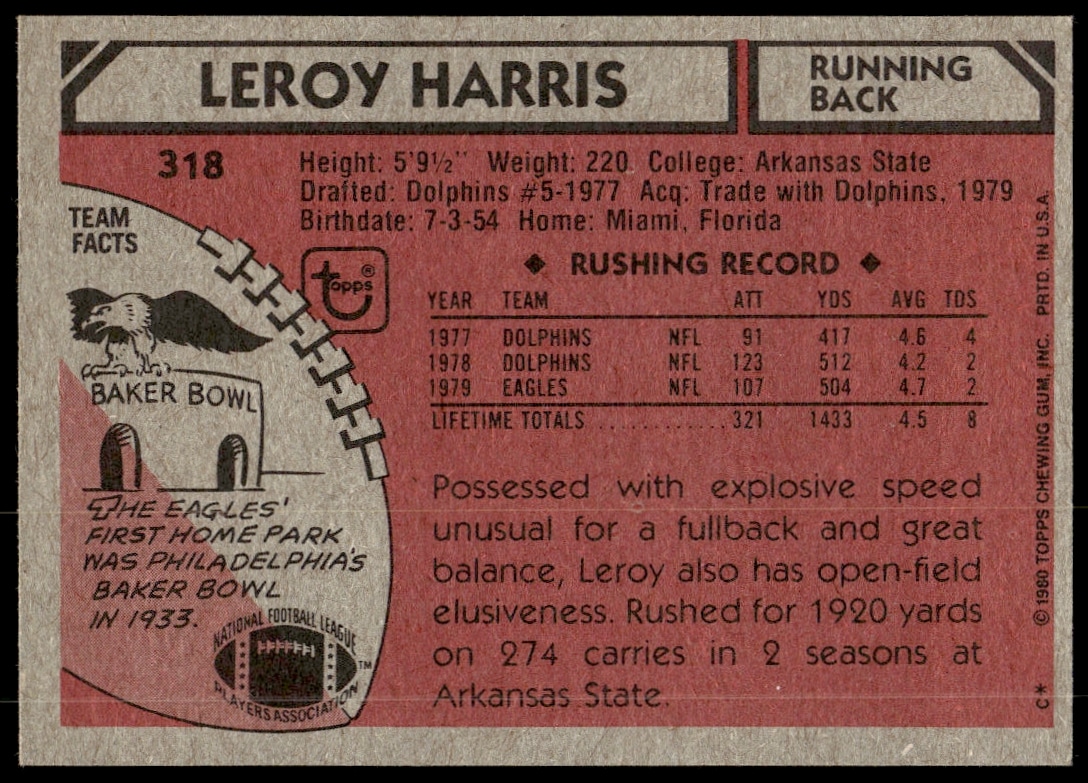 LEROY HARRIS
RUNNING
BACK
318
Height: 5'9½" Weight: 220 College: Arkansas State
Drafted: Dolphins #5-1977 Acq: Trade with Dolphins, 1979
Birthdate: 7-3-54 Home: Miami, Florida
TEAM
FACTS
topps®
BAKER BOWL
THE EAGLES'
FIRST HOME PARK
WAS PHILADELPHIA'S
BAKER BOWL
IN 1933.
NATIONAL FOOTBALL LEAGUE
PLAYERS ASSOCIATION
TM
◆ RUSHING RECORD ◆
YEAR TEAM ATT YDS AVG TDS
1977 DOLPHINS NFL 91 417 4.6 4
1978 DOLPHINS NFL 123 512 4.2 2
1979 EAGLES NFL 107 504 4.7 2
LIFETIME TOTALS ............ 321 1433 4.5 8
Possessed with explosive speed
unusual for a fullback and great
balance, Leroy also has open-field
elusiveness. Rushed for 1920 yards
on 274 carries in 2 seasons at
Arkansas State.
C* © 1980 TOPPS CHEWING GUM, INC. PRTD. IN U.S.A.